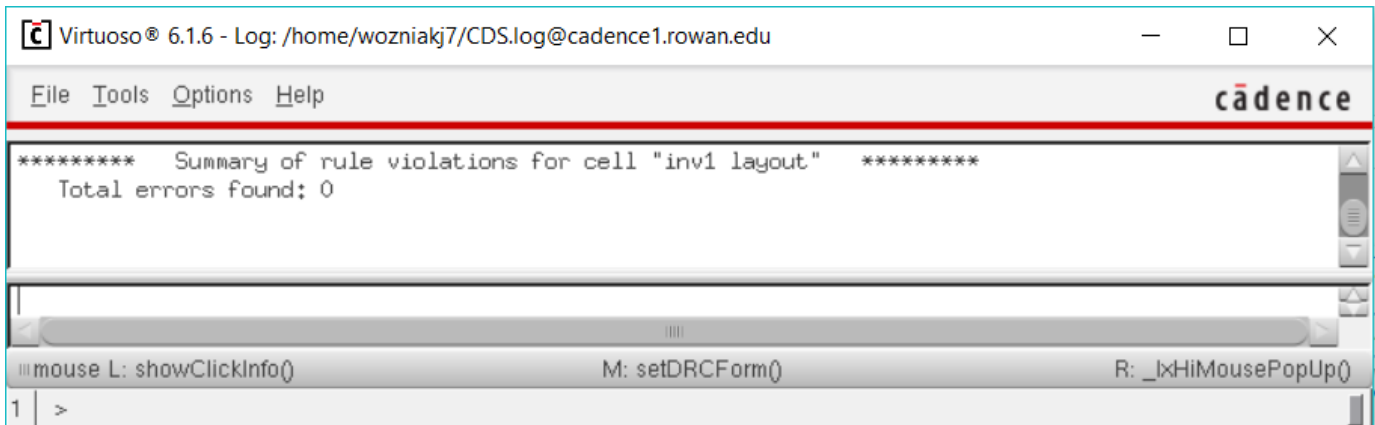 Virtuoso® 6.1.6 - Log: /home/wozniakj7/CDS.log@cadence1.rowan.edu
File Tools Options Help cādence
********* Summary of rule violations for cell "inv1 layout" *********
Total errors found: 0
mouse L: showClickInfo() M: setDRCForm() R: _lxHiMousePopUp()
1 >